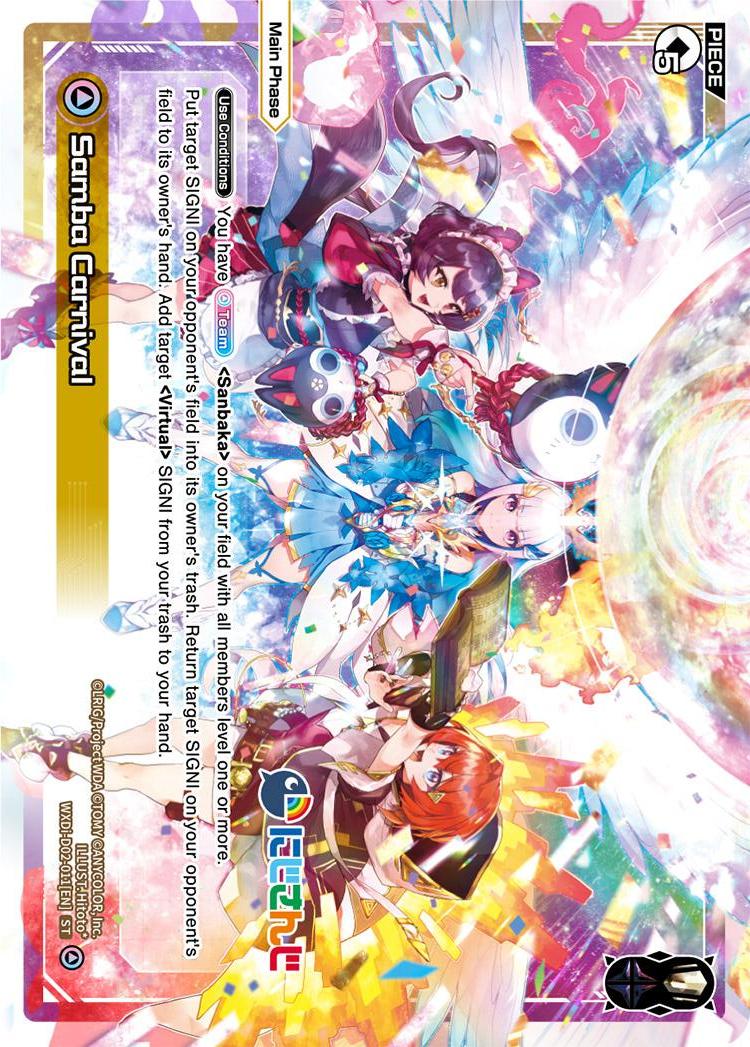 PIECE
5
Main Phase
にじさんじ
Use Conditions You have Team <Sanbaka> on your field with all members level one or more.
Put target SIGNI on your opponent's field into its owner's trash. Return target SIGNI on your opponent's
field to its owner's hand. Add target <Virtual> SIGNI from your trash to your hand.
Samba Carnival
©LRIG/Project WDA ©TOMY ©ANYCOLOR, Inc.
ILLUST Hitoto*
WXDi-D02-013[EN] ST